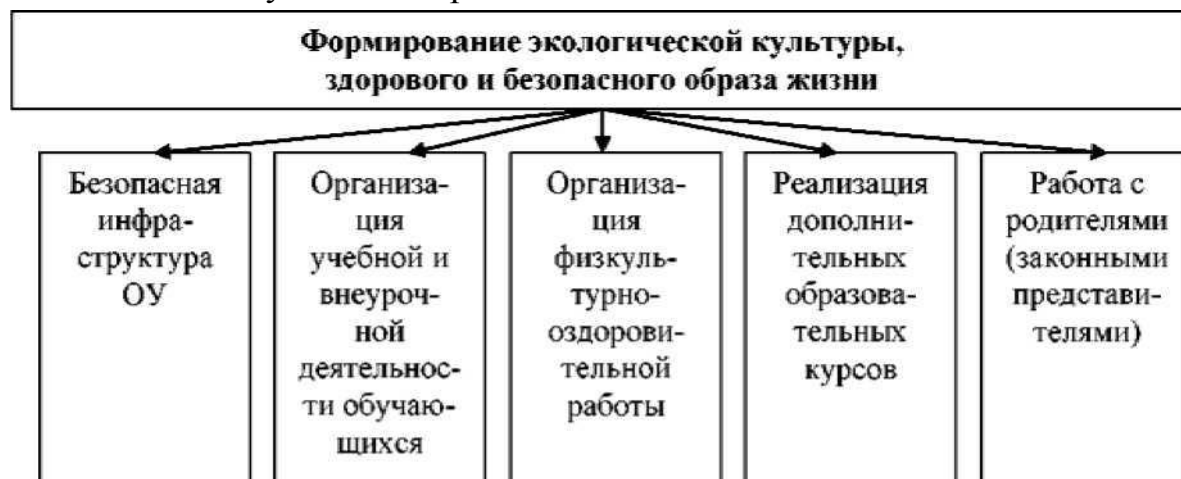 Формирование экологической культуры,
здорового и безопасного образа жизни
Безопасная
инфра-
структура
ОУ
Организа-
ция
учебной и
внеуроч-
ной
деятельнос-
ти обучаю-
щихся
Организа-
ция
физкуль-
турно-
оздорови-
тельной
работы
Реализация
дополни-
тельных
образова-
тельных
курсов
Работа с
родителями
(законными
представи-
телями)